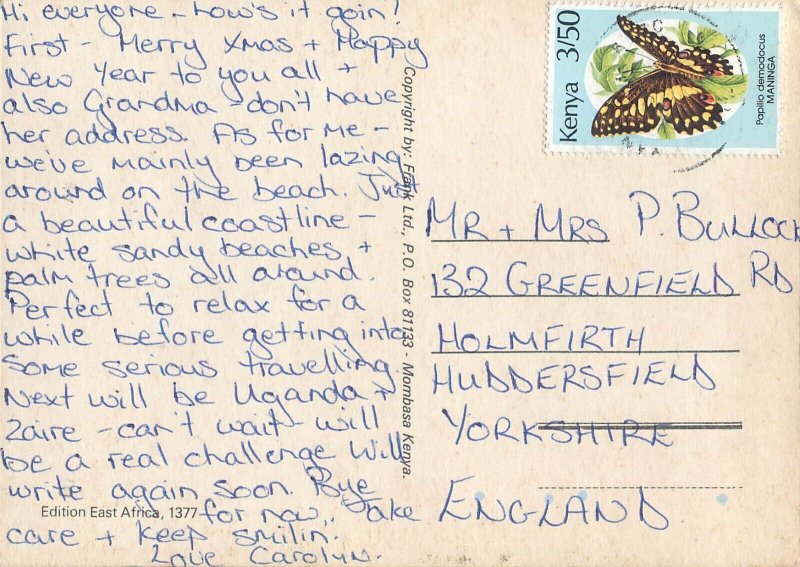 Hi everyone - how's it goin!
First - Merry Xmas + Happy
New Year to you all +
also Grandma - don't have
her address. As for me -
we've mainly been lazing
around on the beach. Just
a beautiful coastline -
white sandy beaches +
palm trees all around.
Perfect to relax for a
while before getting into
some serious travelling.
Next will be Uganda +
Zaire - can't wait - will
be a real challenge. Will
write again soon. Bye
for now. Take
care + keep smilin.
Love Carolyn.
Edition East Africa, 1377
Copyright by: Frank Ltd., P.O. Box 81133 - Mombasa Kenya.
Kenya 3/50
Papilio demodocus
MANINGA
MR + MRS P. BULLOCK
132 GREENFIELD RD
HOLMFIRTH
HUDDERSFIELD
YORKSHIRE
ENGLAND